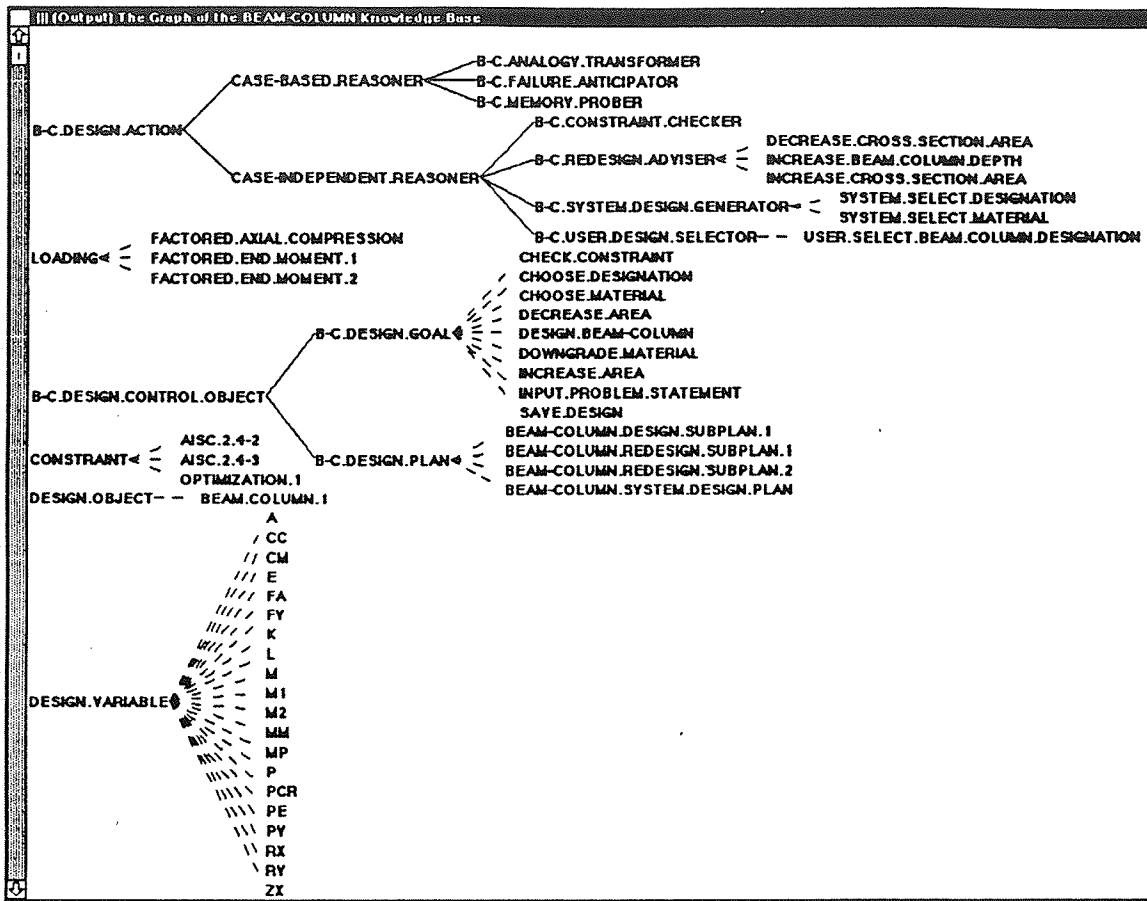 (Output) The Graph of the BEAM-COLUMN Knowledge Base
B-C.ANALOGY.TRANSFORMER
CASE-BASED.REASONER
B-C.FAILURE.ANTICIPATOR
B-C.MEMORY.PROBER
B-C.DESIGN.ACTION
B-C.CONSTRAINT.CHECKER
DECREASE.CROSS.SECTION.AREA
B-C.REDESIGN.ADVISER
INCREASE.BEAM.COLUMN.DEPTH
CASE-INDEPENDENT.REASONER
INCREASE.CROSS.SECTION.AREA
SYSTEM.SELECT.DESIGNATION
B-C.SYSTEM.DESIGN.GENERATOR
SYSTEM.SELECT.MATERIAL
B-C.USER.DESIGN.SELECTOR
USER.SELECT.BEAM.COLUMN.DESIGNATION
FACTORED.AXIAL.COMPRESSION
LOADING
FACTORED.END.MOMENT.1
FACTORED.END.MOMENT.2
CHECK.CONSTRAINT
CHOOSE.DESIGNATION
CHOOSE.MATERIAL
DECREASE.AREA
B-C.DESIGN.GOAL
DESIGN.BEAM-COLUMN
DOWNGRADE.MATERIAL
INCREASE.AREA
INPUT.PROBLEM.STATEMENT
SAVE.DESIGN
B-C.DESIGN.CONTROL.OBJECT
BEAM-COLUMN.DESIGN.SUBPLAN.1
BEAM-COLUMN.REDESIGN.SUBPLAN.1
B-C.DESIGN.PLAN
BEAM-COLUMN.REDESIGN.SUBPLAN.2
BEAM-COLUMN.SYSTEM.DESIGN.PLAN
AISC.2.4-2
CONSTRAINT
AISC.2.4-3
OPTIMIZATION.1
DESIGN.OBJECT
BEAM.COLUMN.1
A
CC
CM
E
FA
FY
K
L
M
DESIGN.VARIABLE
M1
M2
MM
MP
P
PCR
PE
PY
RX
RY
ZX